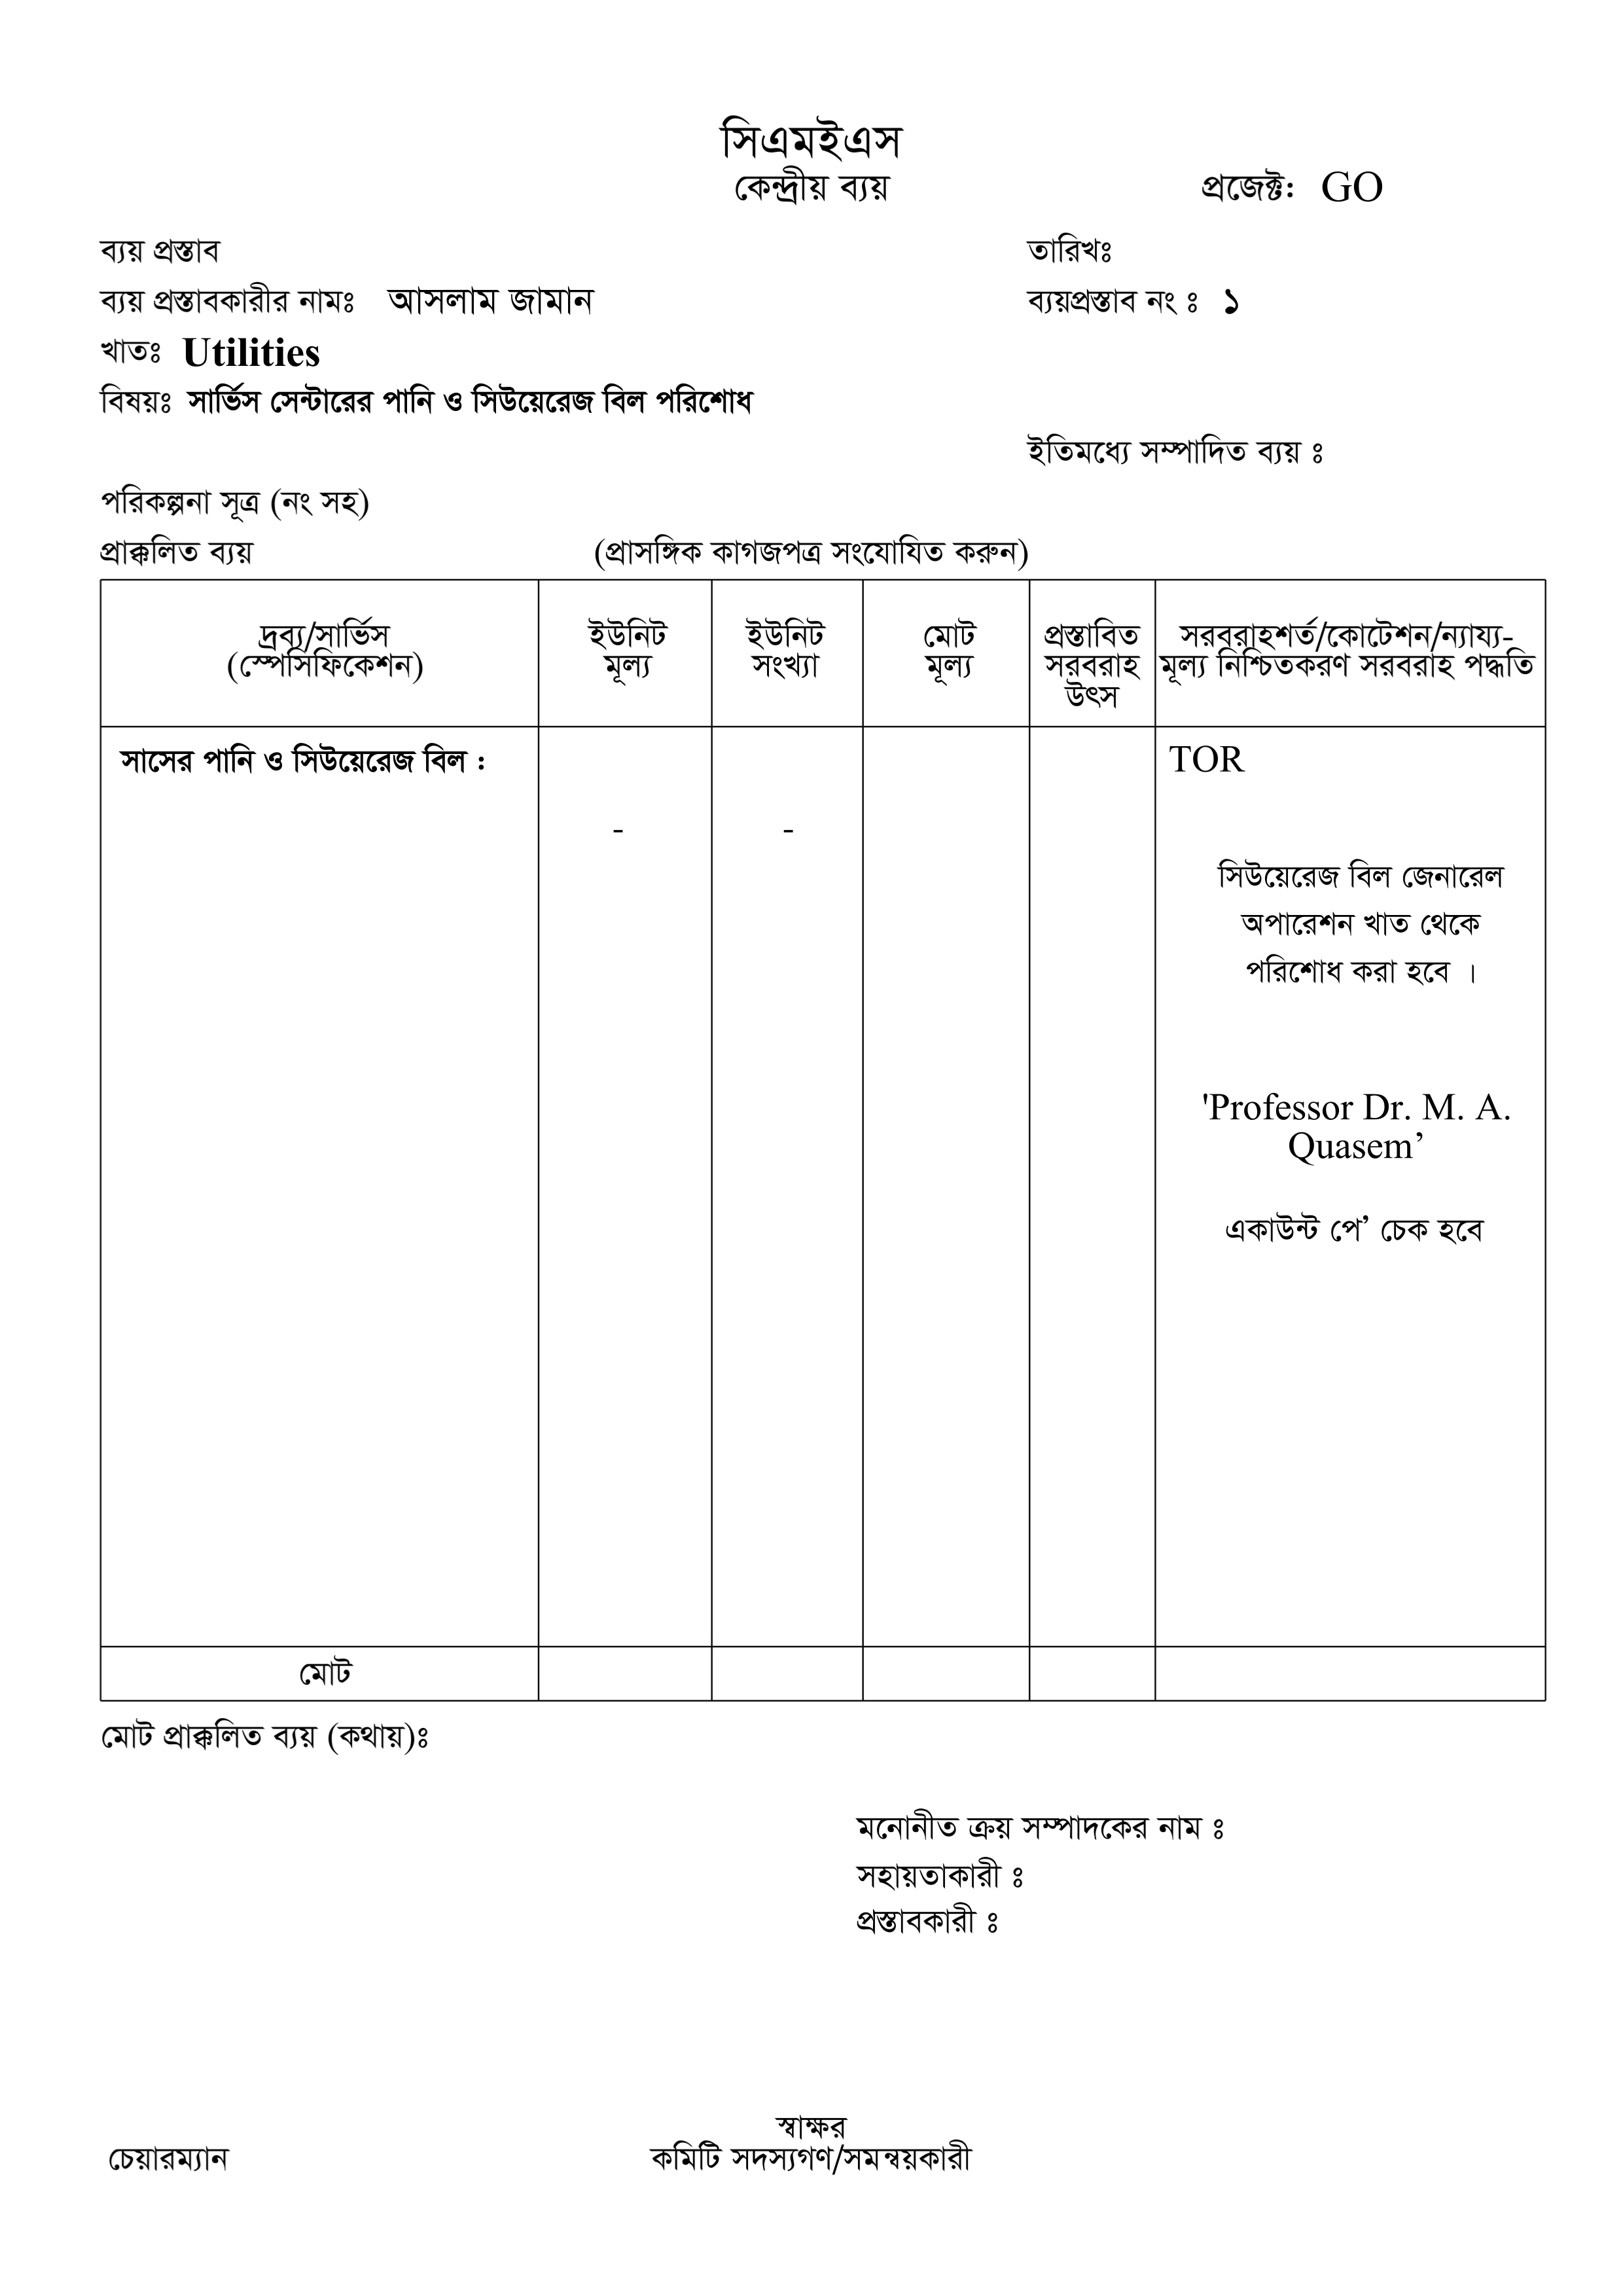 সিএমইএস
কেন্দ্রীয় ব্যয়
প্রজেক্ট: GO
ব্যয় প্রস্তাব
তারিখঃ
ব্যয় প্রস্তাবকারীর নামঃ আসলাম জামান
ব্যয়প্রস্তাব নং ঃ ১
খাতঃ Utilities
বিষয়ঃ সার্ভিস সেন্টারের পানি ও সিউয়েরেজ বিল পরিশোধ
ইতিমধ্যে সম্পাদিত ব্যয় ঃ
পরিকল্পনা সূত্র (নং সহ)
প্রাক্কলিত ব্যয় (প্রাসঙ্গিক কাগজপত্র সংযোযিত করুন)
দ্রব্য/সার্ভিস
(স্পেসিফিকেশন)
ইউনিট
মূল্য
ইউনিট
সংখ্যা
মোট
মূল্য
প্রস্তাবিত
সরবরাহ
উৎস
সরবরাহশর্ত/কোটেশন/ন্যায্য-
মূল্য নিশ্চিতকরণ সরবরাহ পদ্ধতি
সাসের পানি ও সিউয়েরেজ বিল :
-
-
TOR
সিউয়েরেজ বিল জেনারেল
অপারেশন খাত থেকে
পরিশোধ করা হবে ।
'Professor Dr. M. A.
Quasem’
একাউন্ট পে’ চেক হবে
মোট
মোট প্রাক্কলিত ব্যয় (কথায়)ঃ
মনোনীত ক্রয় সম্পাদকের নাম ঃ
সহায়তাকারী ঃ
প্রস্তাবকারী ঃ
স্বাক্ষর
চেয়ারম্যান
কমিটি সদস্যগণ/সমন্বয়কারী